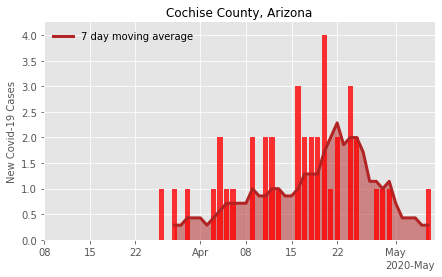 Cochise County, Arizona
7 day moving average
New Covid-19 Cases
4.0
3.5
3.0
2.5
2.0
1.5
1.0
0.5
0.0
08 15 22 Apr 08 15 22 May
2020-May